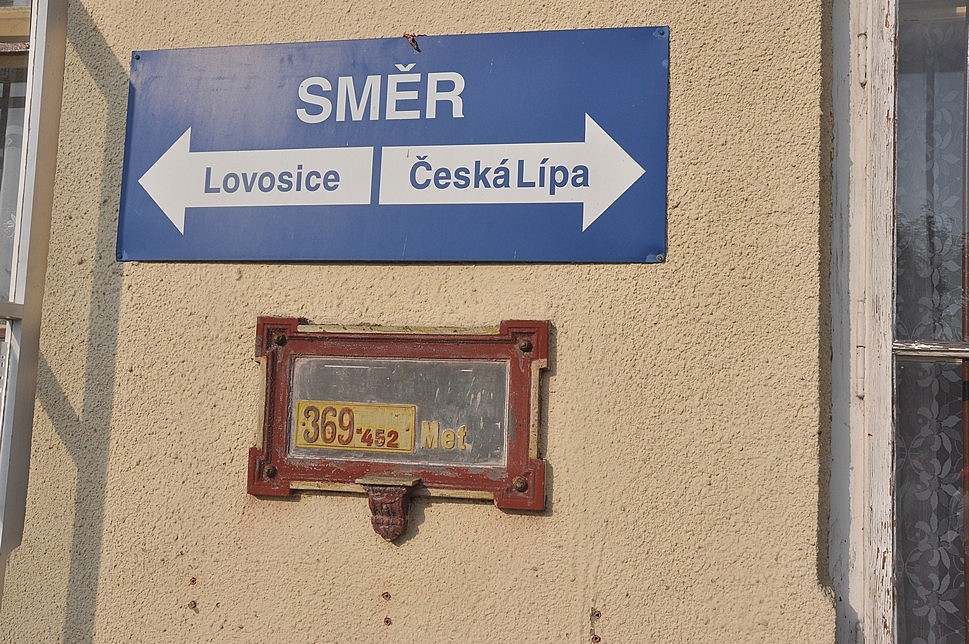 SMĚR
Lovosice Česká Lípa
369.452 Met